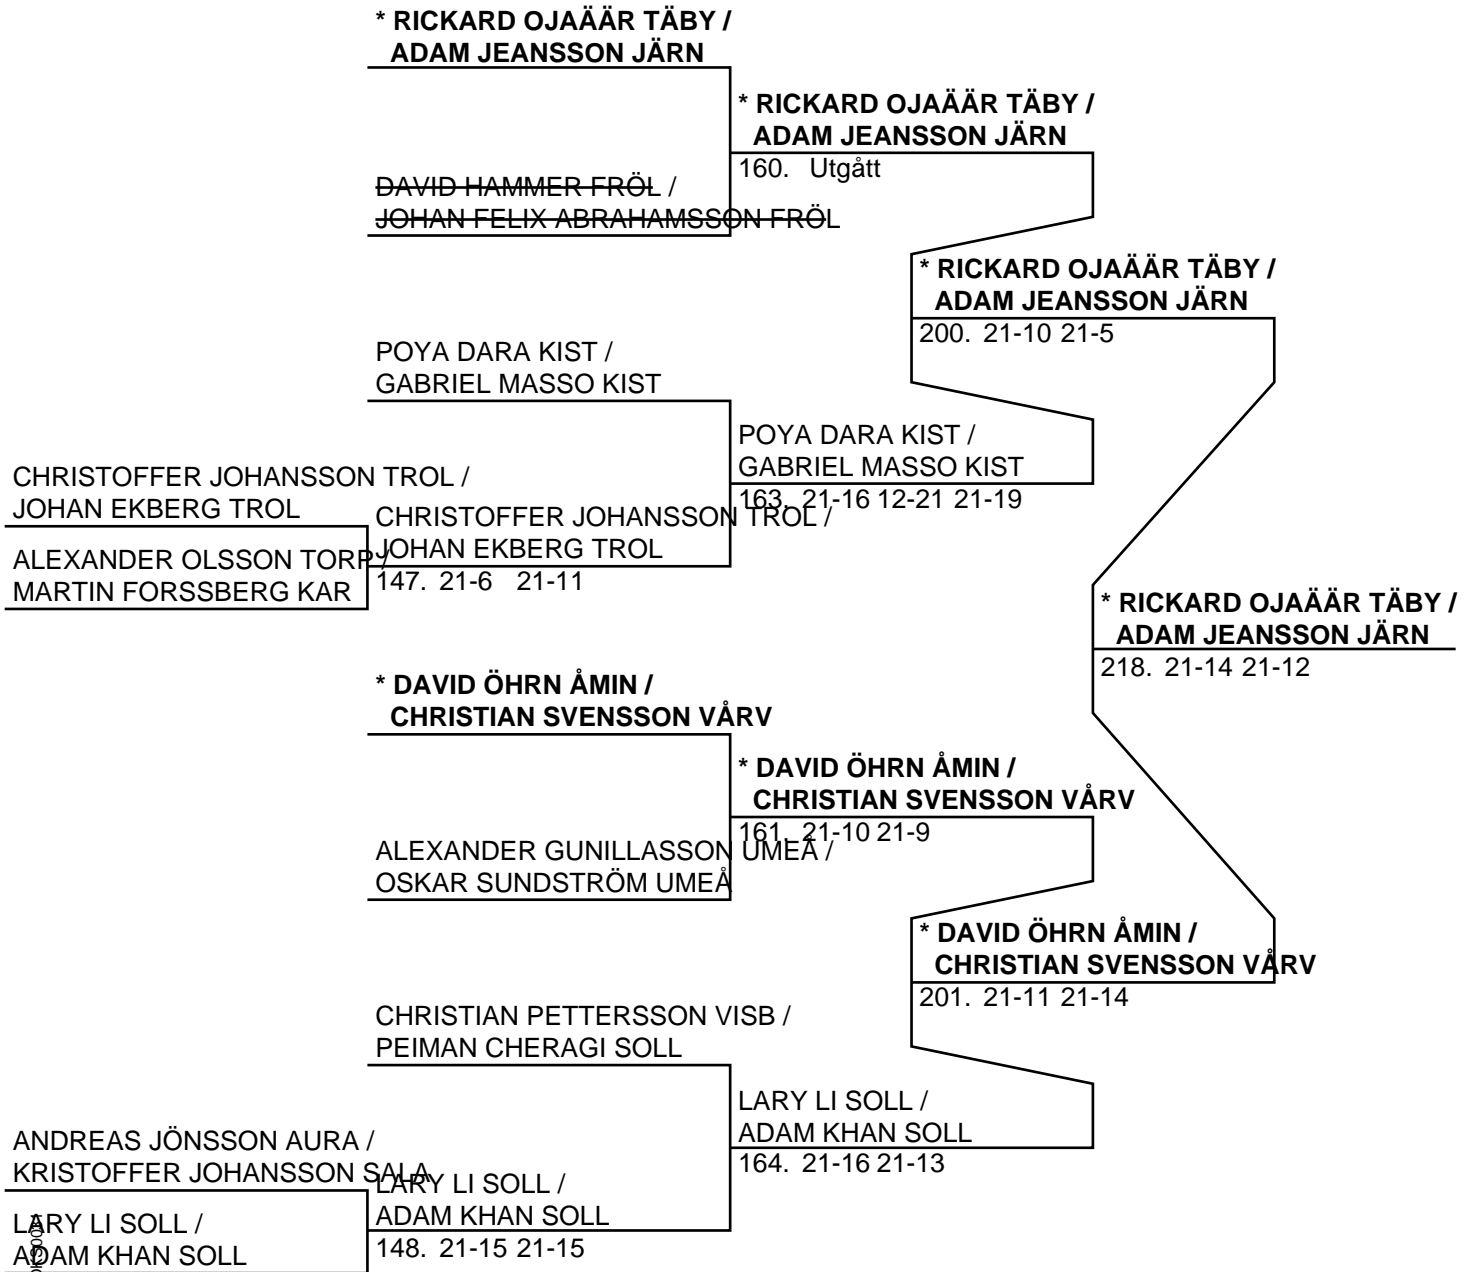 * RICKARD OJAÄÄR TÄBY /
ADAM JEANSSON JÄRN
* RICKARD OJAÄÄR TÄBY /
ADAM JEANSSON JÄRN
160. Utgått
DAVID HAMMER FRÖL /
JOHAN FELIX ABRAHAMSSON FRÖL
* RICKARD OJAÄÄR TÄBY /
ADAM JEANSSON JÄRN
200. 21-10 21-5
POYA DARA KIST /
GABRIEL MASSO KIST
POYA DARA KIST /
GABRIEL MASSO KIST
163. 21-16 12-21 21-19
CHRISTOFFER JOHANSSON TROL /
JOHAN EKBERG TROL
CHRISTOFFER JOHANSSON TROL /
JOHAN EKBERG TROL
147. 21-6 21-11
ALEXANDER OLSSON TORP /
MARTIN FORSSBERG KAR
* RICKARD OJAÄÄR TÄBY /
ADAM JEANSSON JÄRN
218. 21-14 21-12
* DAVID ÖHRN ÅMIN /
CHRISTIAN SVENSSON VÅRV
* DAVID ÖHRN ÅMIN /
CHRISTIAN SVENSSON VÅRV
161. 21-10 21-9
ALEXANDER GUNILLASSON UMEÅ /
OSKAR SUNDSTRÖM UMEÅ
* DAVID ÖHRN ÅMIN /
CHRISTIAN SVENSSON VÅRV
201. 21-11 21-14
CHRISTIAN PETTERSSON VISB /
PEIMAN CHERAGI SOLL
LARY LI SOLL /
ADAM KHAN SOLL
164. 21-16 21-13
ANDREAS JÖNSSON AURA /
KRISTOFFER JOHANSSON SALA
LARY LI SOLL /
ADAM KHAN SOLL
148. 21-15 21-15
LARY LI SOLL /
ADAM KHAN SOLL